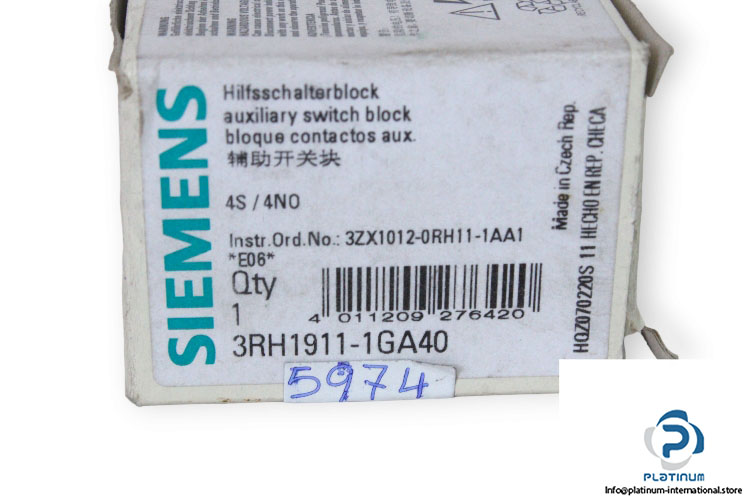 SIEMENS
Hilfsschalterblock
auxiliary switch block
bloque contactos aux.
辅助开关块
4S / 4NO
Instr.Ord.No.: 3ZX1012-0RH11-1AA1
*E06*
Qty
1
4 011209 276420
3RH1911-1GA40
Made in Czech Rep.
HQZ070220S 11 HECHO EN REP. CHECA
5974
PLATINUM
Info@platinum-international.store